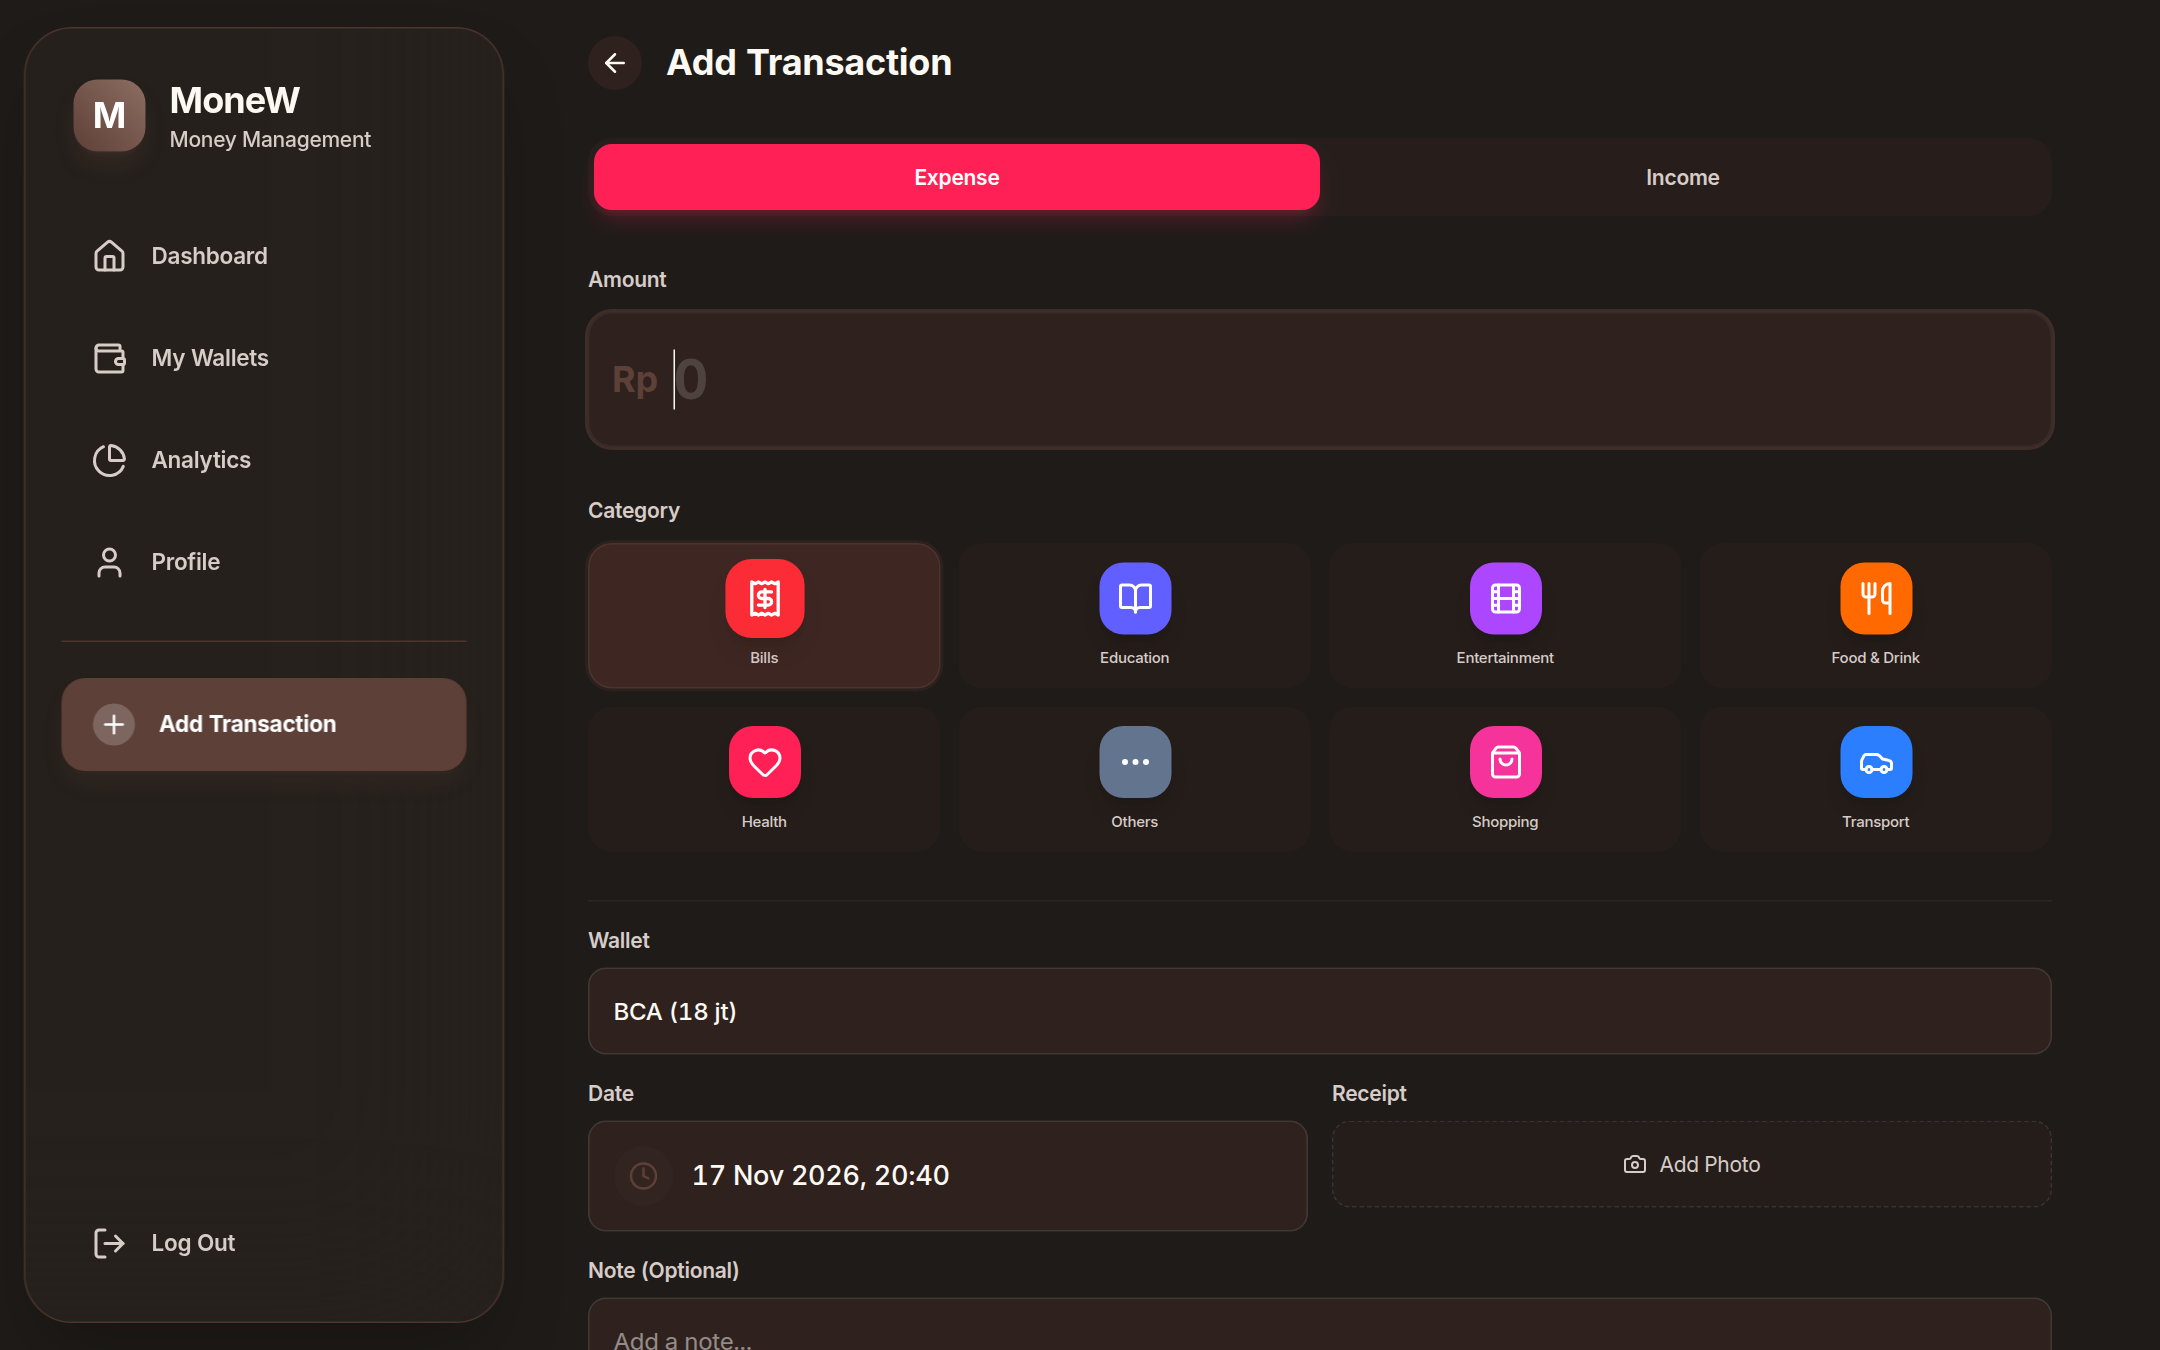 M
MoneW
Money Management
Dashboard
My Wallets
Analytics
Profile
Add Transaction
Log Out
Add Transaction
Expense
Income
Amount
Rp 0
Category
Bills
Education
Entertainment
Food & Drink
Health
Others
Shopping
Transport
Wallet
BCA (18 jt)
Date
Receipt
17 Nov 2026, 20:40
Add Photo
Note (Optional)
Add a note...